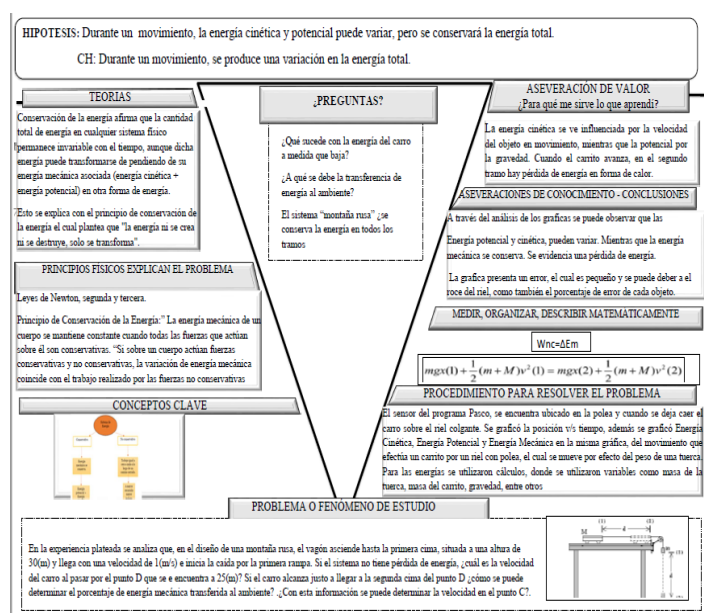 HIPOTESIS: Durante un movimiento, la energía cinética y potencial puede variar, pero se conservará la energía total.
CH: Durante un movimiento, se produce una variación en la energía total.
TEORIAS
Conservación de la energía afirma que la cantidad
total de energía en cualquier sistema físico
permanece invariable con el tiempo, aunque dicha
energía puede transformarse de pendiendo de su
energía mecánica asociada (energía cinética +
energía potencial) en otra forma de energía.
Esto se explica con el principio de conservación de
la energía el cual plantea que "la energía ni se crea
ni se destruye, solo se transforma".
PRINCIPIOS FÍSICOS EXPLICAN EL PROBLEMA
Leyes de Newton, segunda y tercera.
Principio de Conservación de la Energía:" La energía mecánica de un
cuerpo se mantiene constante cuando todas las fuerzas que actúan
sobre él son conservativas. "Si sobre un cuerpo actúan fuerzas
conservativas y no conservativas, la variación de energía mecánica
coincide con el trabajo realizado por las fuerzas no conservativas
CONCEPTOS CLAVE
¿PREGUNTAS?
¿Qué sucede con la energía del carro
a medida que baja?
¿A qué se debe la transferencia de
energía al ambiente?
El sistema "montaña rusa" ¿se
conserva la energía en todos los
tramos
ASEVERACIÓN DE VALOR
¿Para qué me sirve lo que aprendí?
La energía cinética se ve influenciada por la velocidad
del objeto en movimiento, mientras que la potencial por
la gravedad. Cuando el carrito avanza, en el segundo
tramo hay pérdida de energía en forma de calor.
ASEVERACIONES DE CONOCIMIENTO - CONCLUSIONES
A través del análisis de los graficas se puede observar que las
Energía potencial y cinética, pueden variar. Mientras que la energía
mecánica se conserva. Se evidencia una pérdida de energía.
La grafica presenta un error, el cual es pequeño y se puede deber a el
roce del riel, como también el porcentaje de error de cada objeto.
MEDIR, ORGANIZAR, DESCRIBIR MATEMATICAMENTE
Wnc=ΔEm
mgx(1) + 1/2 (m + M)v²(1) = mgx(2) + 1/2 (m + M)v²(2)
PROCEDIMIENTO PARA RESOLVER EL PROBLEMA
El sensor del programa Pasco, se encuentra ubicado en la polea y cuando se deja caer el
carro sobre el riel colgante. Se graficó la posición v/s tiempo, además se graficó Energía
Cinética, Energía Potencial y Energía Mecánica en la misma gráfica, del movimiento que
efectúa un carrito por un riel con polea, el cual se mueve por efecto del peso de una tuerca.
Para las energías se utilizaron cálculos, donde se utilizaron variables como masa de la
tuerca, masa del carrito, gravedad, entre otros
PROBLEMA O FENÓMENO DE ESTUDIO
En la experiencia plateada se analiza que, en el diseño de una montaña rusa, el vagón asciende hasta la primera cima, situada a una altura de
30(m) y llega con una velocidad de 1(m/s) e inicia la caída por la primera rampa. Si el sistema no tiene pérdida de energía, ¿cuál es la velocidad
del carro al pasar por el punto D que se e encuentra a 25(m)? Si el carro alcanza justo a llegar a la segunda cima del punto D ¿cómo se puede
determinar el porcentaje de energía mecánica transferida al ambiente? .¿Con esta información se puede determinar la velocidad en el punto C?.
(1) d (2)
M
(1)
d
(2)